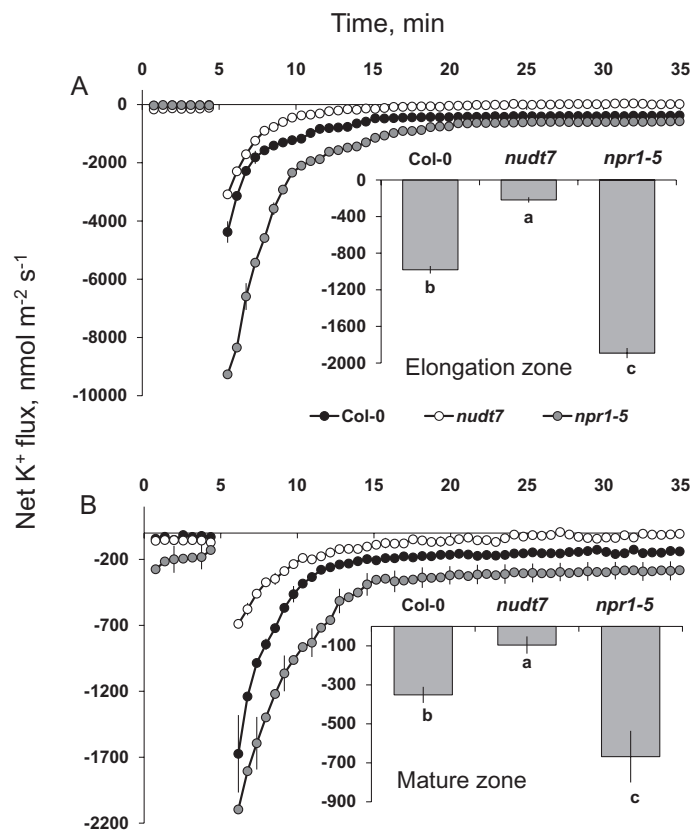 Time, min
A
0 5 10 15 20 25 30 35
0
-2000
-4000
-6000
-8000
-10000
Col-0 nudt7 npr1-5
0
-400
-800
-1200
-1600
-2000
b a c
Elongation zone
Col-0 nudt7 npr1-5
Net K+ flux, nmol m-2 s-1
B
0 5 10 15 20 25 30 35
-200
-700
-1200
-1700
-2200
Col-0 nudt7 npr1-5
-100
-300
-500
-700
-900
b a c
Mature zone